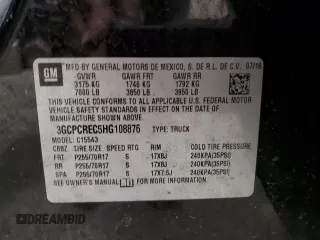 GM
MFD BY GENERAL MOTORS DE MEXICO, S. DE R.L. DE C.V. 07/16
GVWR GAWR FRT GAWR RR
3175 KG 1746 KG 1792 KG
7000 LB 3850 LB 3950 LB
THIS VEHICLE CONFORMS TO ALL APPLICABLE U.S. FEDERAL MOTOR VEHICLE SAFETY STANDARDS IN EFFECT ON THE DATE OF MANUFACTURE SHOWN ABOVE.
3GCPCREC5HG108876 TYPE: TRUCK
C15543
TIRE SIZE SPEED RTG RIM COLD TIRE PRESSURE
FRT P255/70R17 S 17X8J 240KPA(35PSI)
RR P255/70R17 S 17X8J 240KPA(35PSI)
SPA P255/70R17 S 17X7.5J 240KPA(35PSI)
SEE OWNER'S MANUAL FOR ADDITIONAL INFORMATION
DREAMBID